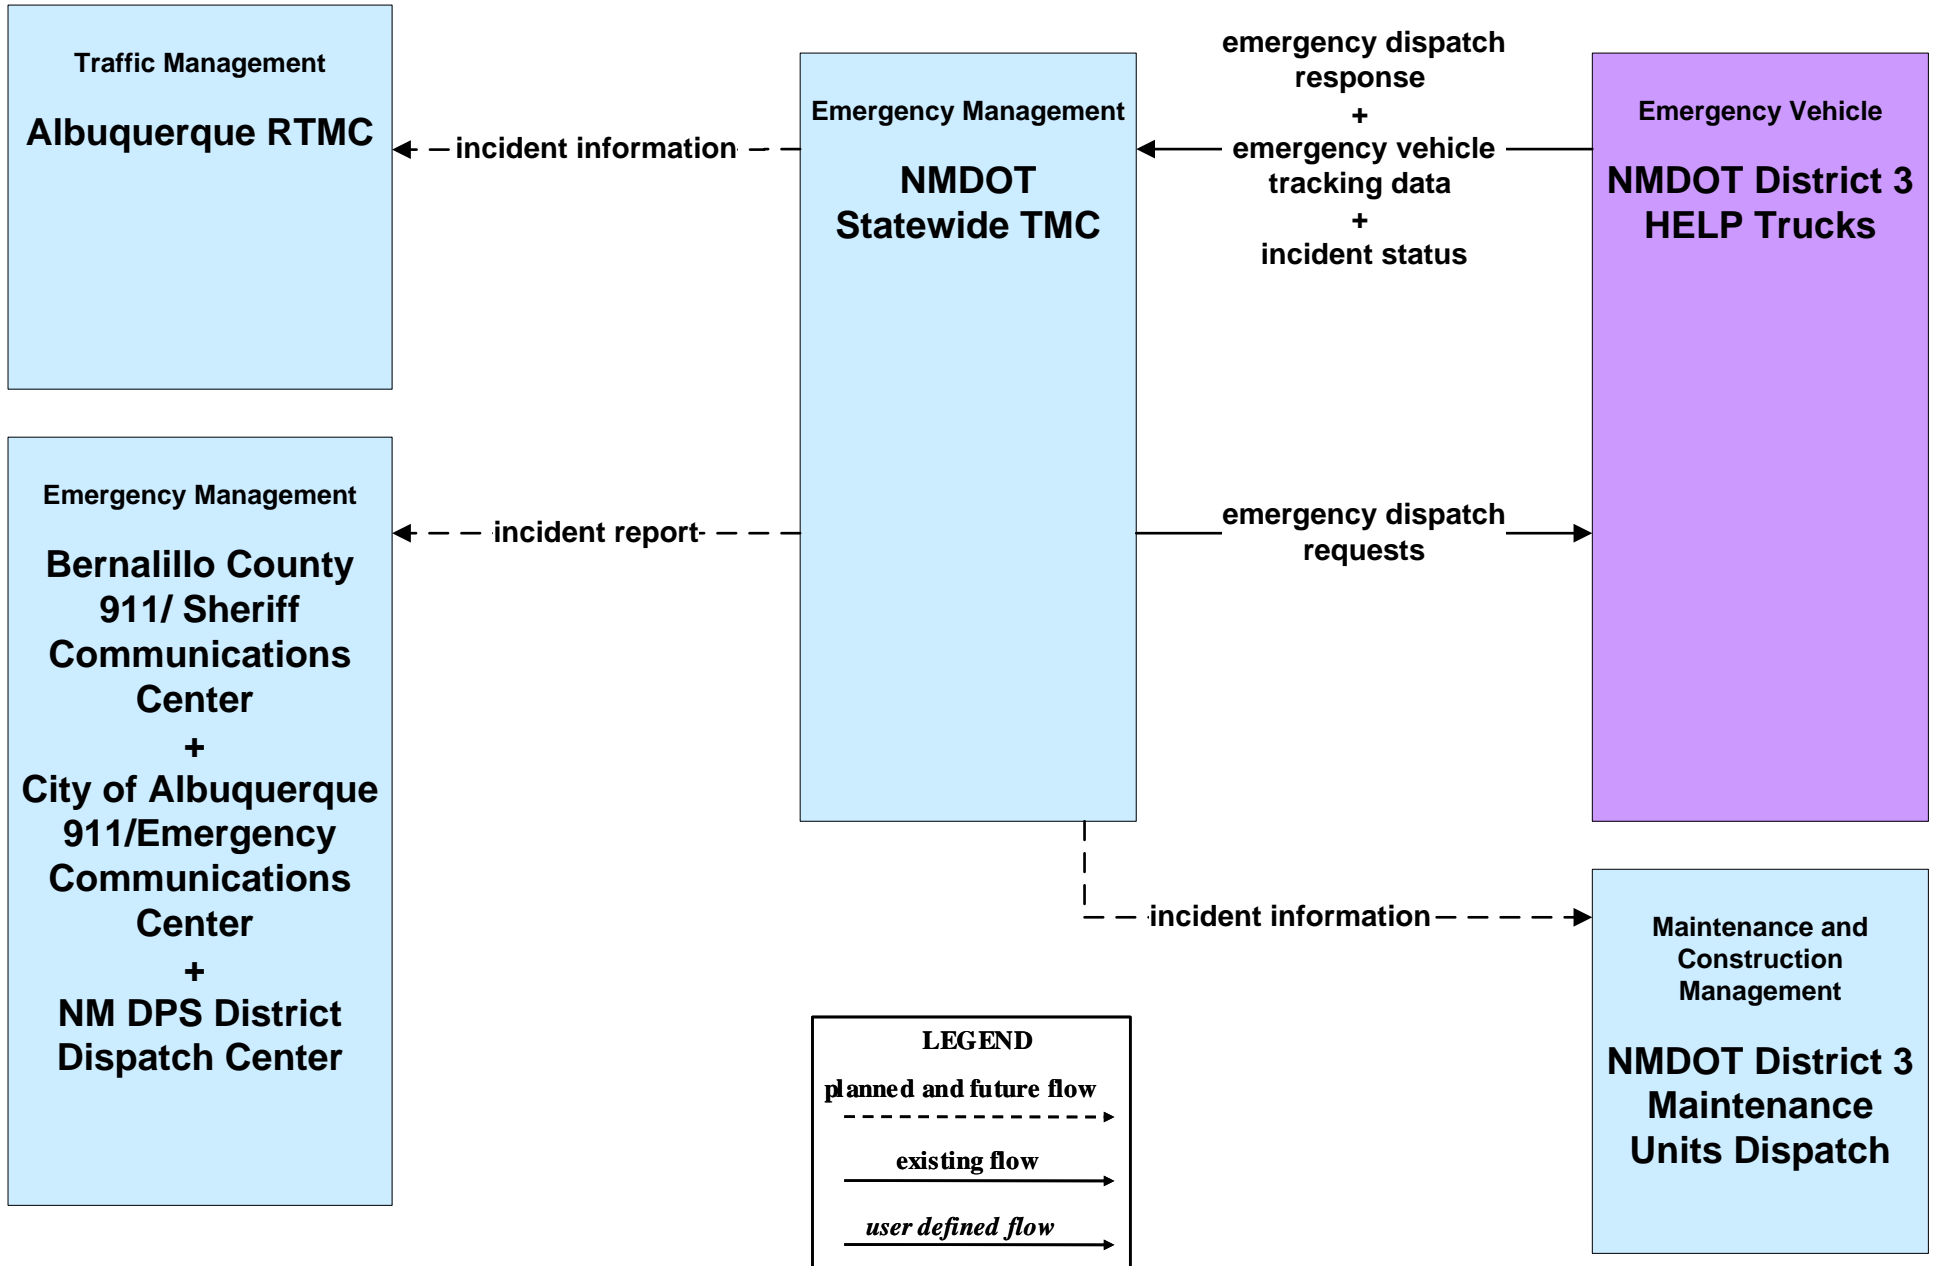 Traffic Management
Albuquerque RTMC
incident information
Emergency Management
NMDOT
Statewide TMC
emergency dispatch
response
+
emergency vehicle
tracking data
+
incident status
Emergency Vehicle
NMDOT District 3
HELP Trucks
Emergency Management
Bernalillo County
911/ Sheriff
Communications
Center
+
City of Albuquerque
911/Emergency
Communications
Center
+
NM DPS District
Dispatch Center
incident report
emergency dispatch
requests
incident information
Maintenance and
Construction
Management
NMDOT District 3
Maintenance
Units Dispatch
LEGEND
planned and future flow
existing flow
user defined flow